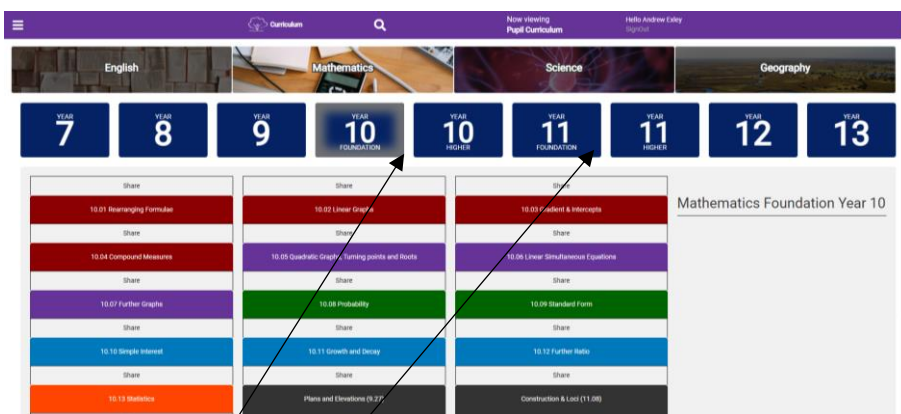 Curriculum
Now viewing
Pupil Curriculum
Hello Andrew Exley
Signout
English
Mathematics
Science
Geography
YEAR
7
YEAR
8
YEAR
9
YEAR
10
FOUNDATION
YEAR
10
HIGHER
YEAR
11
FOUNDATION
YEAR
11
HIGHER
YEAR
12
YEAR
13
Share
Share
Share
10.01 Rearranging Formulae
10.02 Linear Graphs
10.03 Gradient & Intercepts
Mathematics Foundation Year 10
Share
Share
Share
10.04 Compound Measures
10.05 Quadratic Graphs, Turning points and Roots
10.06 Linear Simultaneous Equations
Share
Share
Share
10.07 Further Graphs
10.08 Probability
10.09 Standard Form
Share
Share
Share
10.10 Simple Interest
10.11 Growth and Decay
10.12 Further Ratio
Share
Share
Share
10.13 Statistics
Plans and Elevations (9.27)
Construction & Loci (11.08)